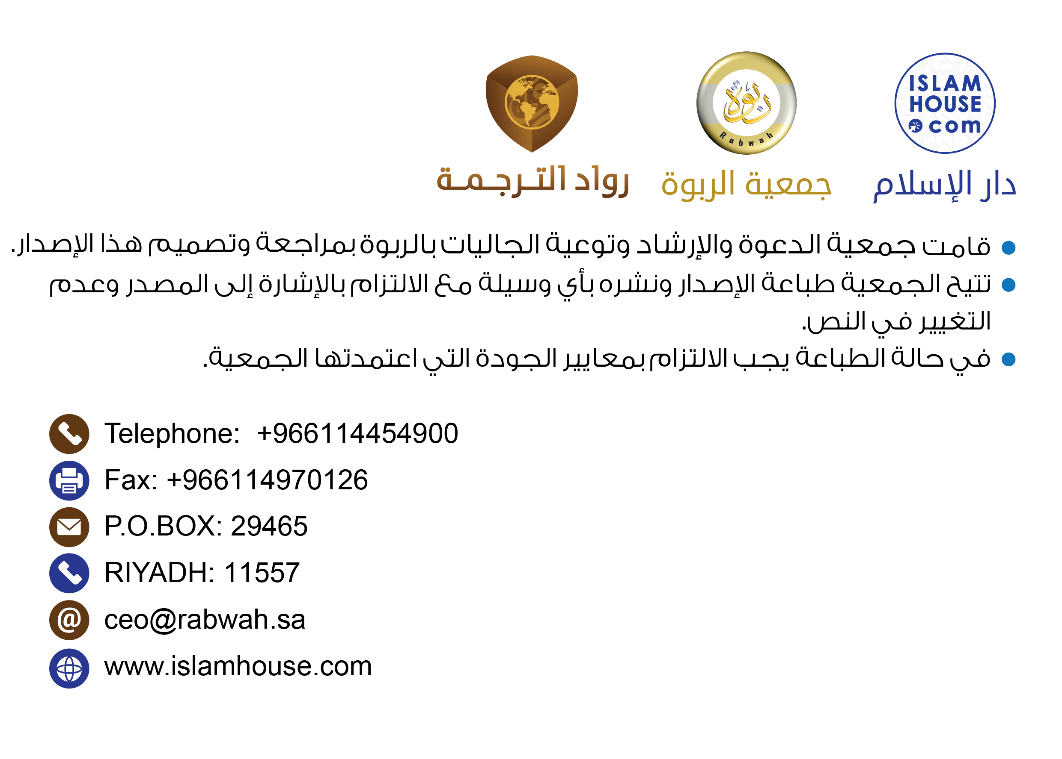 ISLAM
HOUSE
com
دار الإسلام
ربوة
Rabwah
جمعية الربوة
رواد التـرجـمـة
قامت جمعية الدعوة والإرشاد وتوعية الجاليات بالربوة بمراجعة وتصميم هذا الإصدار.
تتيح الجمعية طباعة الإصدار ونشره بأي وسيلة مع الالتزام بالإشارة إلى المصدر وعدم
التغيير في النص.
في حالة الطباعة يجب الالتزام بمعايير الجودة التي اعتمدتها الجمعية.
Telephone: +966114454900
Fax: +966114970126
P.O.BOX: 29465
RIYADH: 11557
ceo@rabwah.sa
www.islamhouse.com